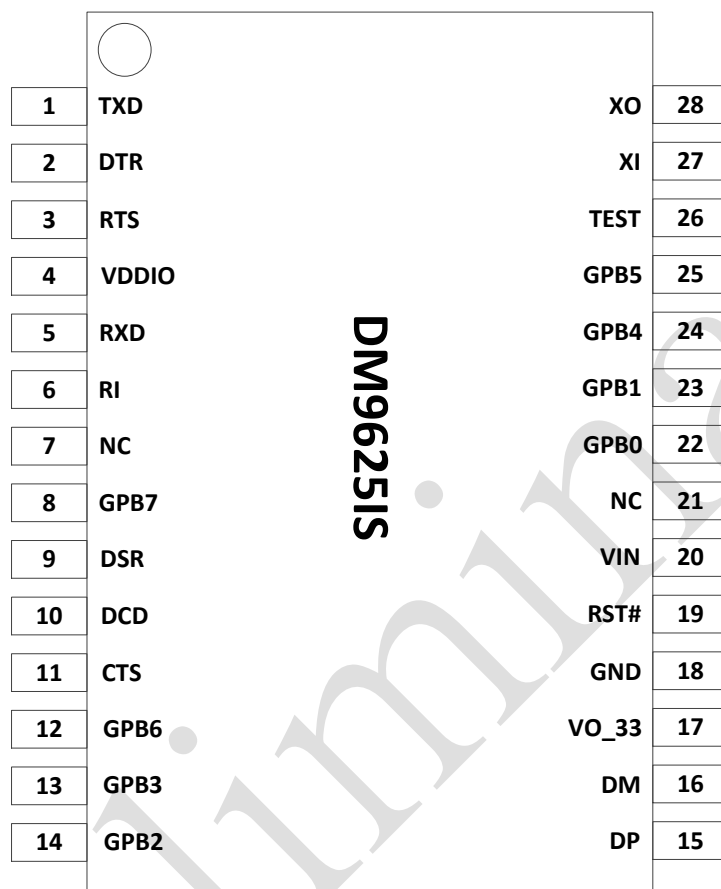 1 TXD XO 28
2 DTR XI 27
3 RTS TEST 26
4 VDDIO GPB5 25
5 RXD GPB4 24
6 RI GPB1 23
7 NC GPB0 22
8 GPB7 NC 21
9 DSR VIN 20
10 DCD RST# 19
11 CTS GND 18
12 GPB6 VO_33 17
13 GPB3 DM 16
14 GPB2 DP 15
DM9625IS
limina